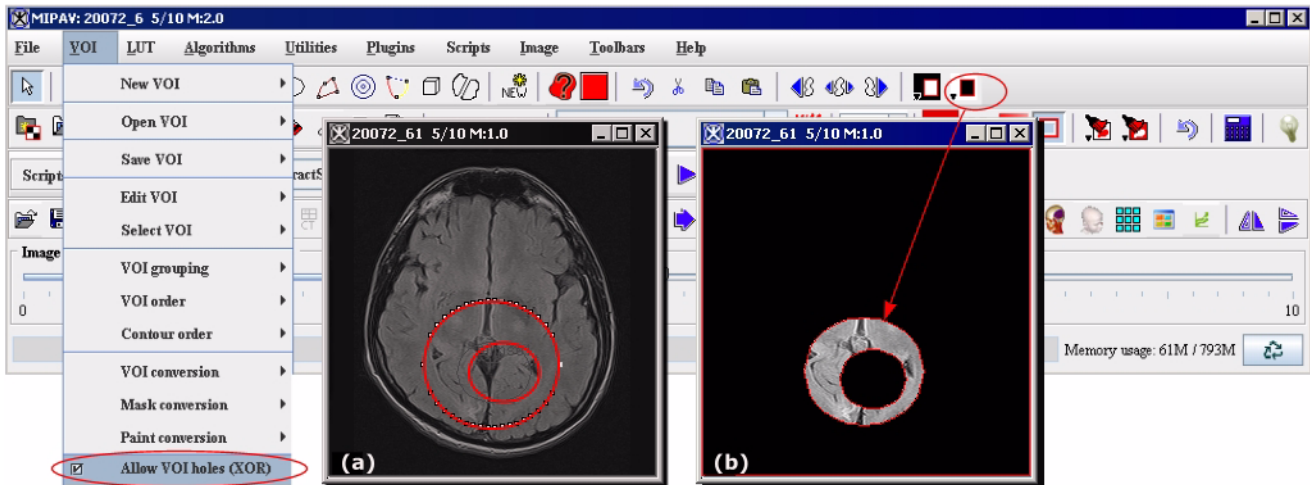 MIPAV: 20072_6 5/10 M:2.0
File VOI LUT Algorithms Utilities Plugins Scripts Image Toolbars Help
New VOI
NEW
Open VOI
20072_61 5/10 M:1.0
20072_61 5/10 M:1.0
Save VOI
Edit VOI
CT
Select VOI
Image
VOI grouping
VOI order
0
10
Contour order
Memory usage: 61M / 793M
VOI conversion
Mask conversion
Paint conversion
Allow VOI holes (XOR)
(a)
(b)